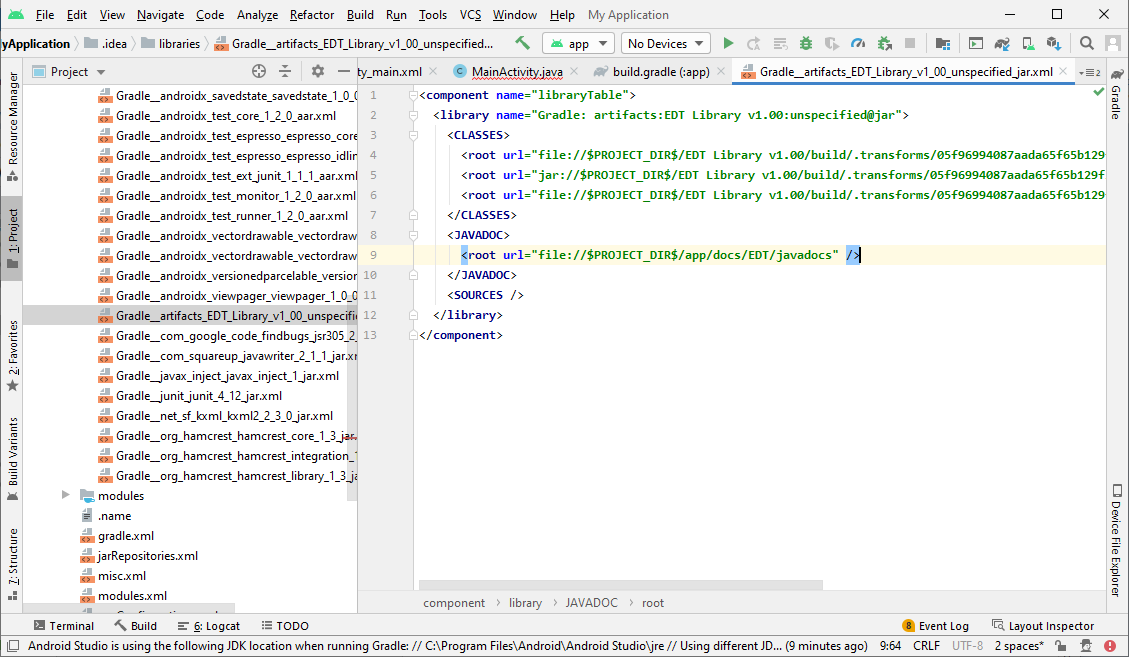 File Edit View Navigate Code Analyze Refactor Build Run Tools VCS Window Help My Application
yApplication .idea libraries Gradle__artifacts_EDT_Library_v1_00_unspecified... app No Devices
Project ty_main.xml MainActivity.java build.gradle (:app) Gradle__artifacts_EDT_Library_v1_00_unspecified_jar.xml 2
Resource Manager
1: Project
2: Favorites
Build Variants
7: Structure
Gradle__androidx_savedstate_savedstate_1_0_0
Gradle__androidx_test_core_1_2_0_aar.xml
Gradle__androidx_test_espresso_espresso_core
Gradle__androidx_test_espresso_espresso_idlin
Gradle__androidx_test_ext_junit_1_1_1_aar.xml
Gradle__androidx_test_monitor_1_2_0_aar.xml
Gradle__androidx_test_runner_1_2_0_aar.xml
Gradle__androidx_vectordrawable_vectordraw
Gradle__androidx_vectordrawable_vectordraw
Gradle__androidx_versionedparcelable_version
Gradle__androidx_viewpager_viewpager_1_0_0
Gradle__artifacts_EDT_Library_v1_00_unspecifi
Gradle__com_google_code_findbugs_jsr305_2_
Gradle__com_squareup_javawriter_2_1_1_jar.xm
Gradle__javax_inject_javax_inject_1_jar.xml
Gradle__junit_junit_4_12_jar.xml
Gradle__net_sf_kxml_kxml2_2_3_0_jar.xml
Gradle__org_hamcrest_hamcrest_core_1_3_jar.
Gradle__org_hamcrest_hamcrest_integration_1
Gradle__org_hamcrest_hamcrest_library_1_3_ja
modules
.name
gradle.xml
jarRepositories.xml
misc.xml
modules.xml
1 <component name="libraryTable">
2 <library name="Gradle: artifacts:EDT Library v1.00:unspecified@jar">
3 <CLASSES>
4 <root url="file://$PROJECT_DIR$/EDT Library v1.00/build/.transforms/05f96994087aada65f65b129
5 <root url="jar://$PROJECT_DIR$/EDT Library v1.00/build/.transforms/05f96994087aada65f65b129f
6 <root url="file://$PROJECT_DIR$/EDT Library v1.00/build/.transforms/05f96994087aada65f65b129
7 </CLASSES>
8 <JAVADOC>
9 <root url="file://$PROJECT_DIR$/app/docs/EDT/javadocs" />
10 </JAVADOC>
11 <SOURCES />
12 </library>
13 </component>
Gradle
Device File Explorer
component library JAVADOC root
Terminal Build 6: Logcat TODO 8 Event Log Layout Inspector
Android Studio is using the following JDK location when running Gradle: // C:\Program Files\Android\Android Studio\jre // Using different JD... (9 minutes ago) 9:64 CRLF UTF-8 2 spaces*